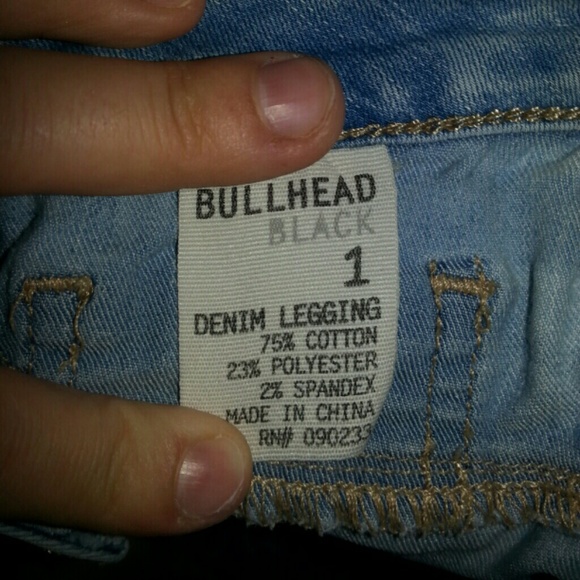 BULLHEAD
BLACK
1
DENIM LEGGING
75% COTTON
23% POLYESTER
2% SPANDEX
MADE IN CHINA
RN# 090233